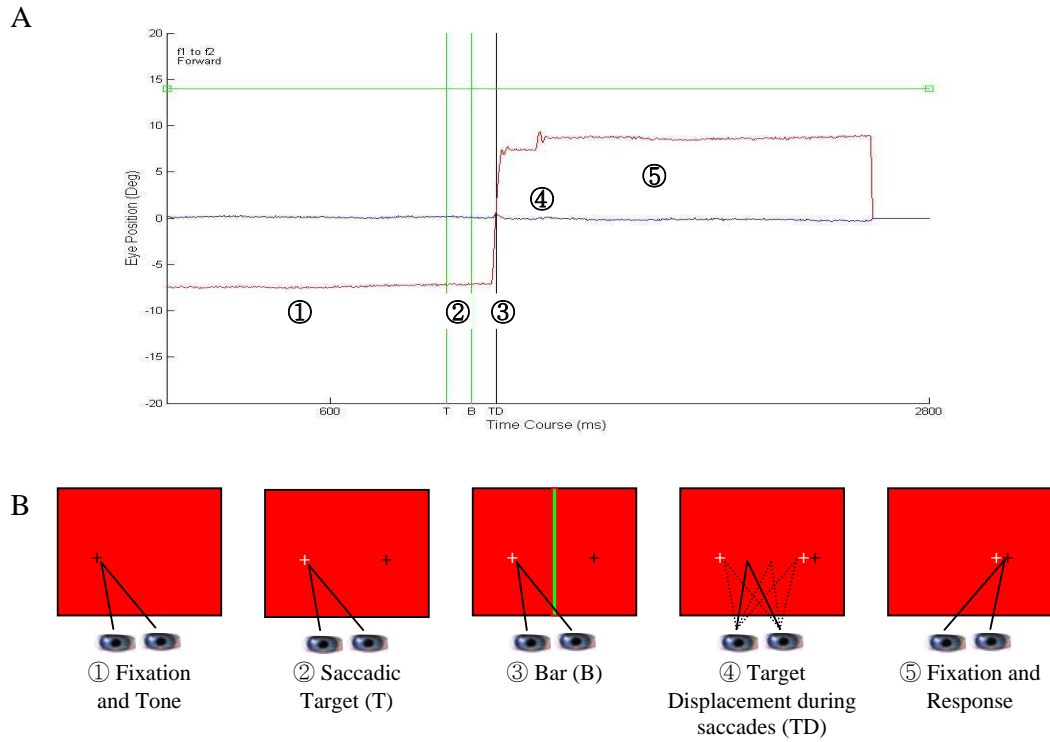 A
f1 to f2
Forward
20
15
10
5
0
-5
-10
-15
-20
Eye Position (Deg)
①
②
③
④
⑤
600
T
B
TD
2800
Time Course (ms)
B
① Fixation
and Tone
② Saccadic
Target (T)
③ Bar (B)
④ Target
Displacement during
saccades (TD)
⑤ Fixation and
Response